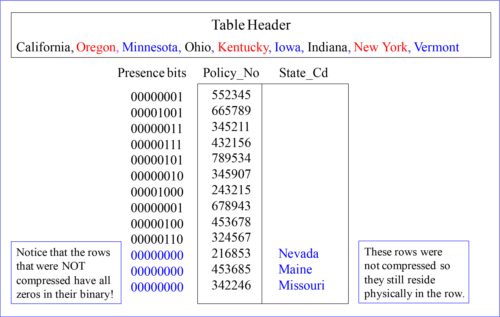 Table Header
California, Oregon, Minnesota, Ohio, Kentucky, Iowa, Indiana, New York, Vermont
Presence bits Policy_No State_Cd
00000001 552345
00001001 665789
00000011 345211
00000111 432156
00000101 789534
00000010 345907
00001000 243215
00000001 678943
00000100 453678
00000110 324567
00000000 216853 Nevada
00000000 453685 Maine
00000000 342246 Missouri
Notice that the rows
that were NOT
compressed have all
zeros in their binary!
These rows were
not compressed so
they still reside
physically in the row.